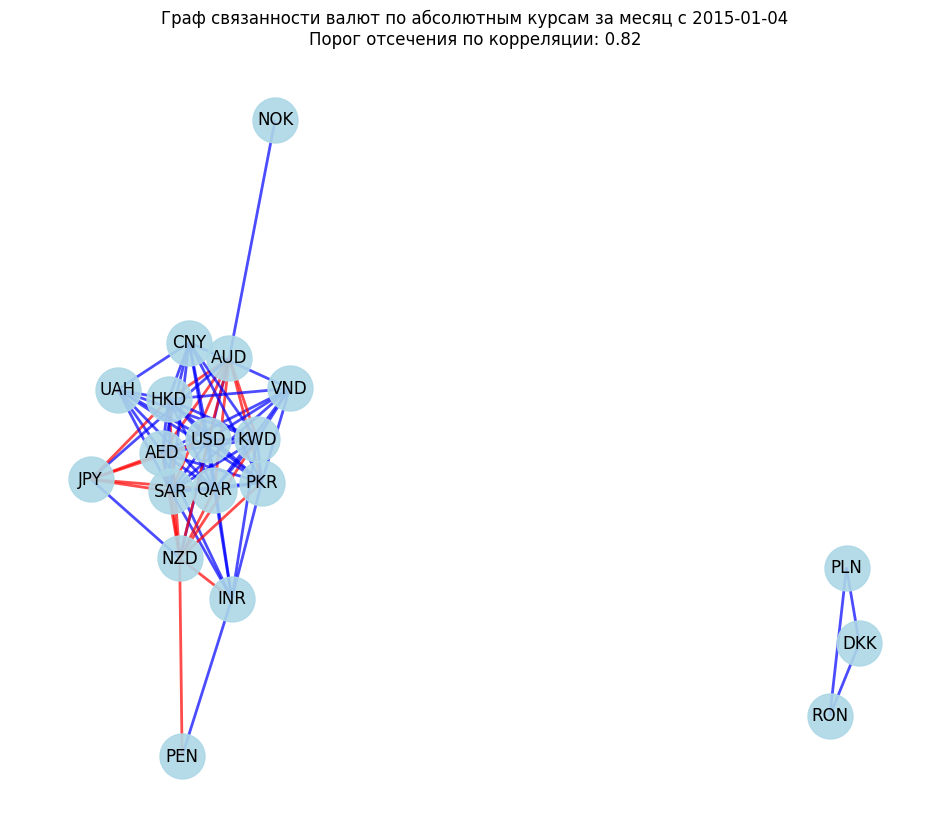 Граф связанности валют по абсолютным курсам за месяц с 2015-01-04
Порог отсечения по корреляции: 0.82
NOK
CNY
AUD
UAH
HKD
VND
USD
KWD
AED
JPY
SAR
QAR
PKR
NZD
INR
PLN
DKK
RON
PEN